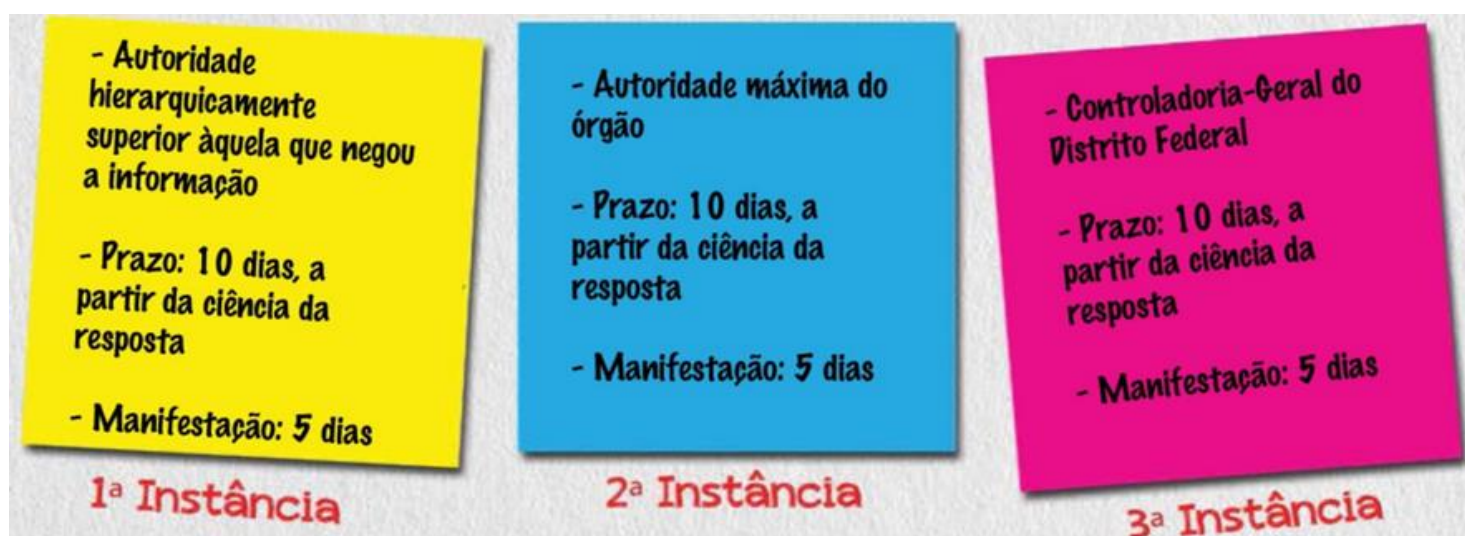 - Autoridade
hierarquicamente
superior àquela que negou
a informação
- Prazo: 10 dias, a
partir da ciência da
resposta
- Manifestação: 5 dias
1ª Instância
- Autoridade máxima do
órgão
- Prazo: 10 dias, a
partir da ciência da
resposta
- Manifestação: 5 dias
2ª Instância
- Controladoria-Geral do
Distrito Federal
- Prazo: 10 dias, a
partir da ciência da
resposta
- Manifestação: 5 dias
3ª Instância